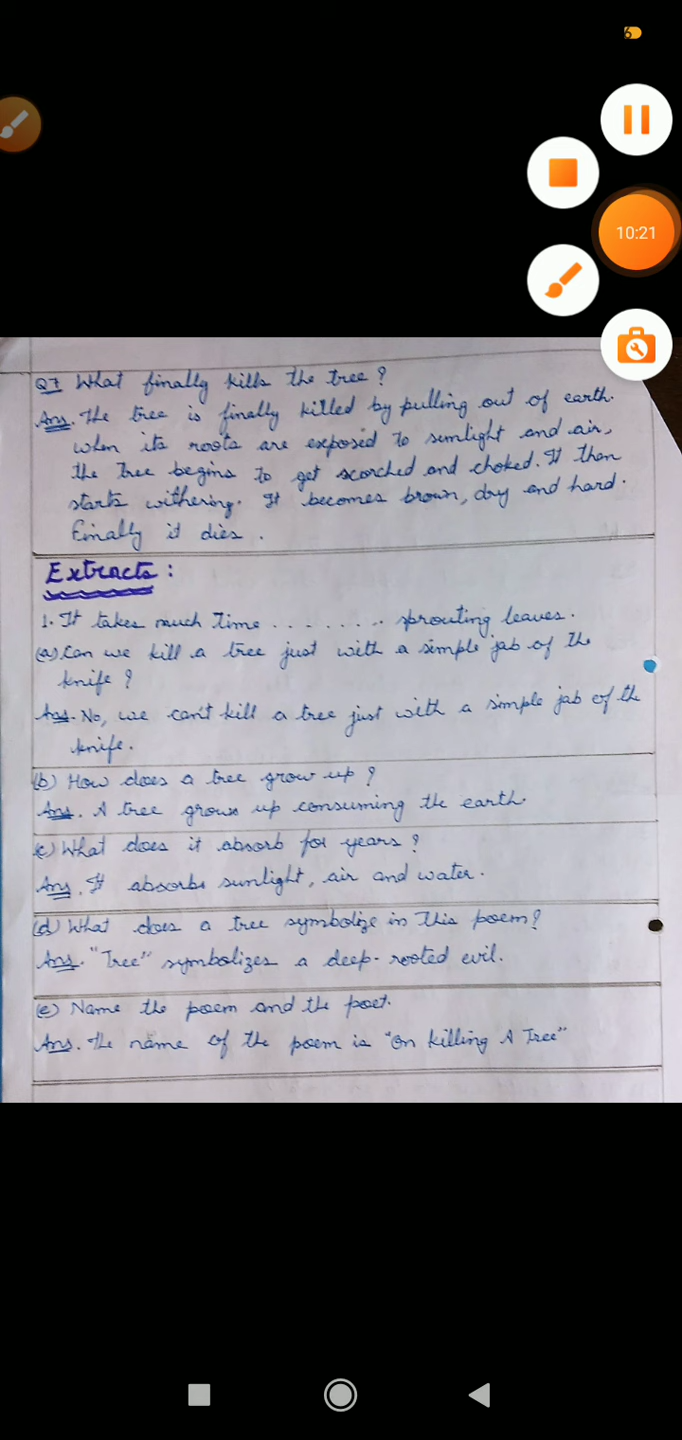 6
10:21
Q7 What finally kills the tree?
Ans. The tree is finally killed by pulling out of earth.
when its roots are exposed to sunlight and air,
the Tree begins to get scorched and choked. It then
starts withering. It becomes brown, dry and hard.
Finally it dies.
Extracts:
1. It takes much Time ........ sprouting leaves.
(a) Can we kill a tree just with a simple jab of the
knife?
Ans. No, we can't kill a tree just with a simple jab of the
knife.
(b) How does a tree grow up?
Ans. A tree grows up consuming the earth.
(c) What does it absorb for years?
Ans. It absorbs sunlight, air and water.
(d) What does a tree symbolize in This poem?
Ans. "Tree" symbolizes a deep-rooted evil.
(e) Name the poem and the poet.
Ans. The name of the poem is "On killing A Tree"